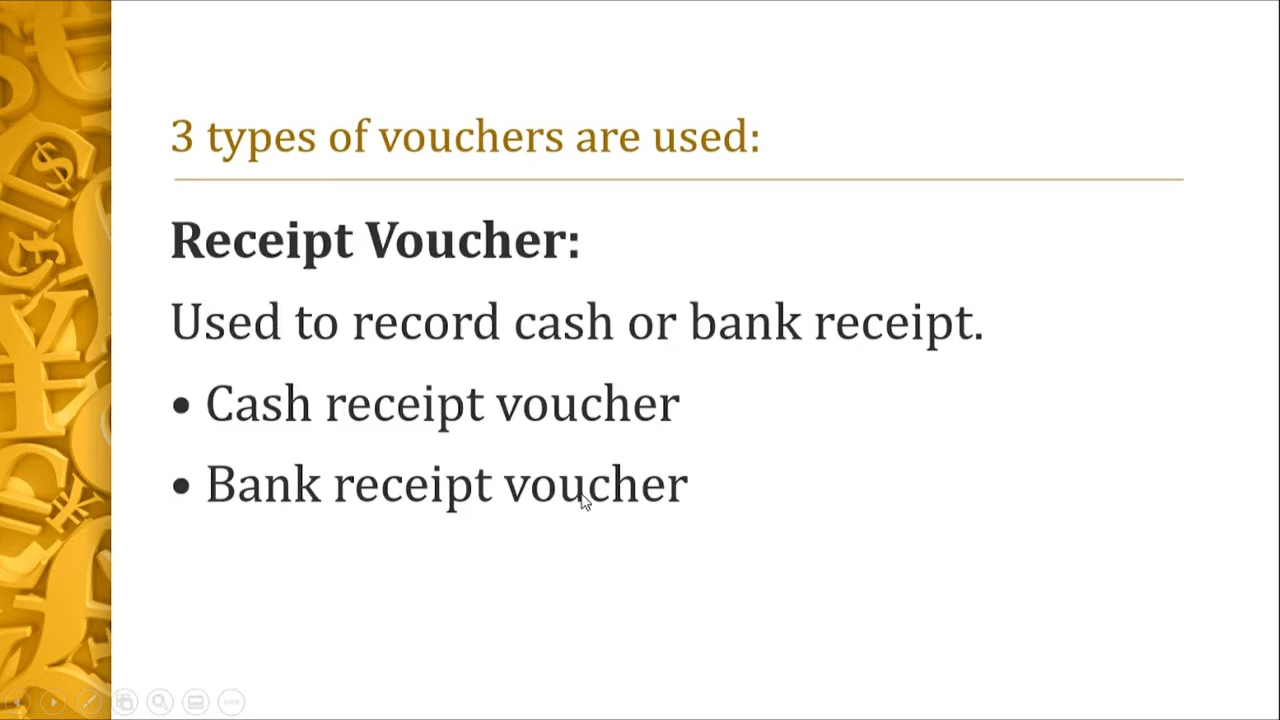 3 types of vouchers are used:
Receipt Voucher:
Used to record cash or bank receipt.
• Cash receipt voucher
• Bank receipt voucher